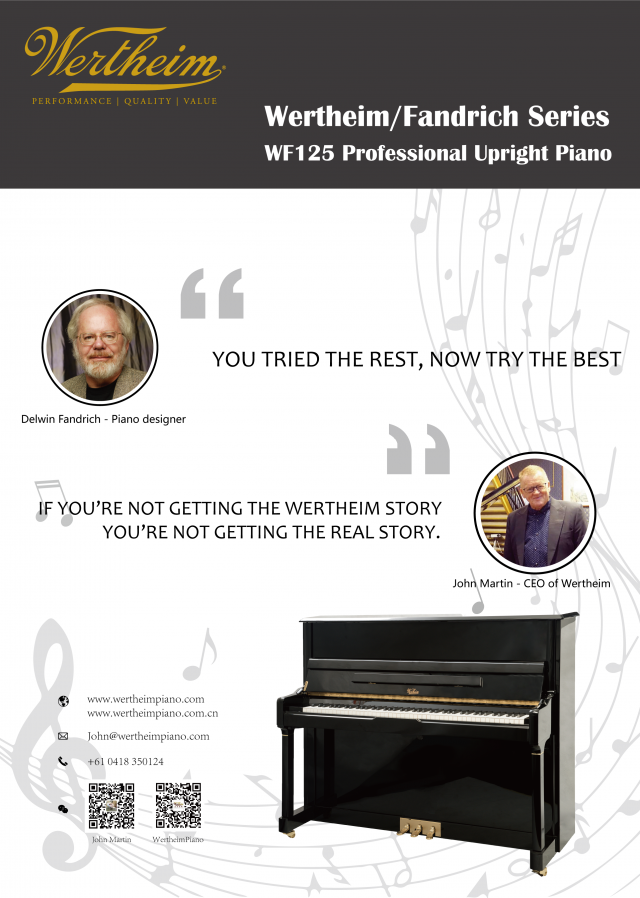 Wertheim
PERFORMANCE | QUALITY | VALUE
Wertheim/Fandrich Series
WF125 Professional Upright Piano
YOU TRIED THE REST, NOW TRY THE BEST
Delwin Fandrich - Piano designer
IF YOU'RE NOT GETTING THE WERTHEIM STORY
YOU'RE NOT GETTING THE REAL STORY.
John Martin - CEO of Wertheim
www.wertheimpiano.com
www.wertheimpiano.com.cn
John@wertheimpiano.com
+61 0418 350124
John Martin
WertheimPiano